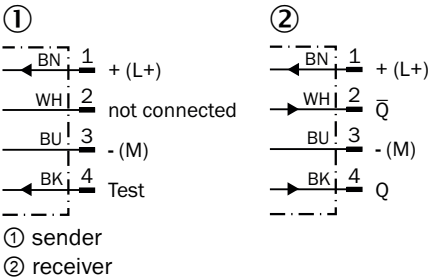 ① ②
BN 1 + (L+) BN 1 + (L+)
WH 2 not connected WH 2 Q̅
BU 3 - (M) BU 3 - (M)
BK 4 Test BK 4 Q
① sender
② receiver